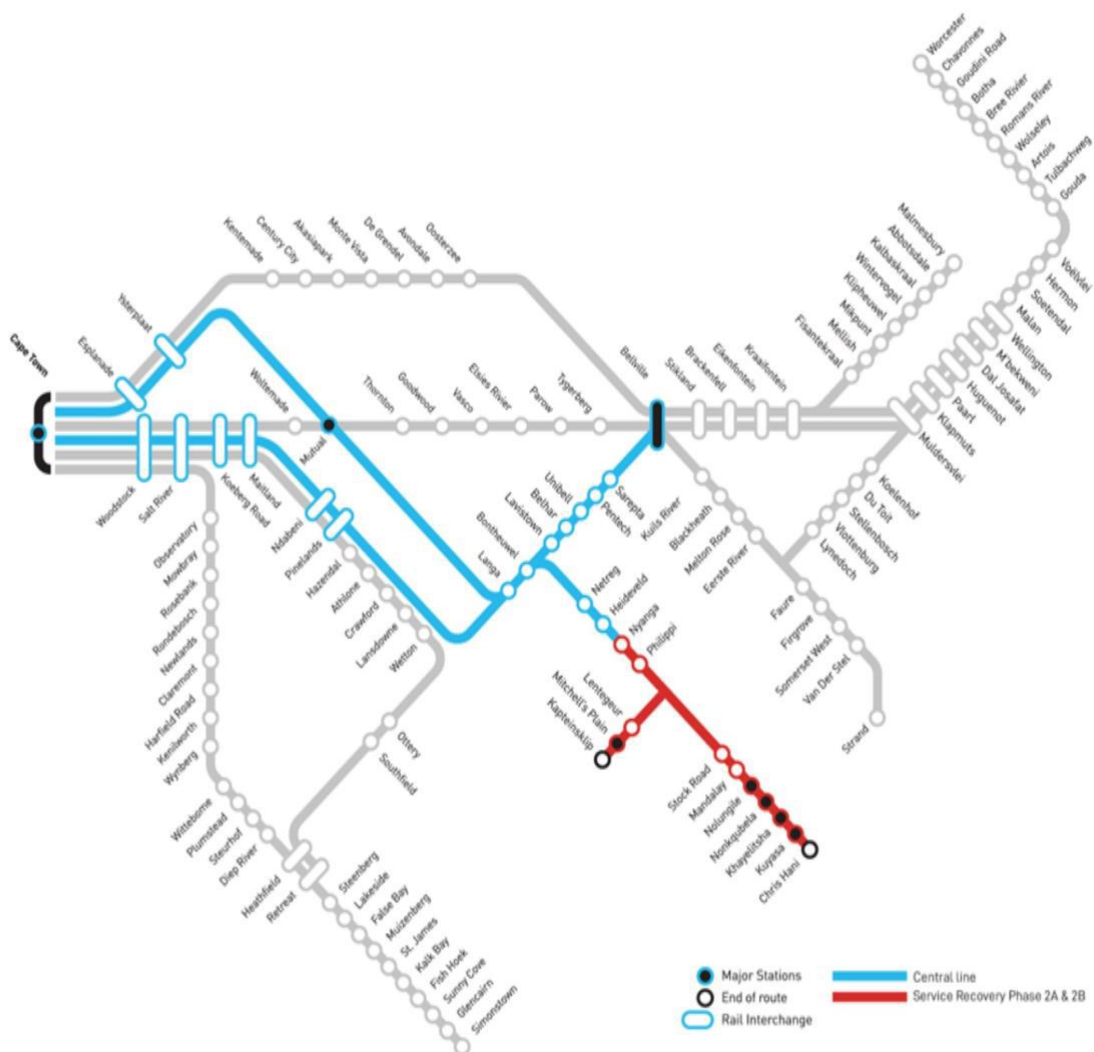 Worcester
Chavonnes
Goudini Road
Botha
Bree Rivier
Romans River
Wolseley
Artois
Tulbachweg
Gouda
Voëlvlei
Hermon
Soetendal
Malan
Wellington
M'bekweni
Dal Josafat
Huguenot
Paarl
Klapmuts
Muldersvlei
Malmesbury
Abbotsdale
Kalbaskraal
Wintervogel
Klipheuwel
Mikpunt
Mellish
Fisantekraal
Kentemade
Century City
Akasiapark
Monte Vista
De Grendel
Avondale
Oosterzee
Ysterplaat
Esplanade
Cape Town
Woltemade
Mutual
Thornton
Goodwood
Vasco
Elsies Rivier
Parow
Tygerberg
Bellville
Stikland
Brackenfell
Eikenfontein
Kraaifontein
Woodstock
Salt River
Koeberg Road
Maitland
Ndabeni
Pinelands
Hazendal
Athlone
Crawford
Lansdowne
Wetton
Ottery
Southfield
Langa
Bontheuwel
Lavistown
Belhar
Unibell
Pentech
Sarepta
Kuils River
Blackheath
Melton Rose
Eerste River
Koelenhof
Du Toit
Stellenbosch
Vlottenburg
Lynedoch
Faure
Firgrove
Somerset West
Van Der Stel
Strand
Netreg
Heideveld
Nyanga
Philippi
Lentegeur
Mitchell's Plain
Kapteinsklip
Stock Road
Mandalay
Nolungile
Nonkqubela
Khayelitsha
Kuyasa
Chris Hani
Observatory
Mowbray
Rosebank
Rondebosch
Newlands
Claremont
Harfield Road
Kenilworth
Wynberg
Wittebome
Plumstead
Steurhof
Diep River
Heathfield
Retreat
Steenberg
Lakeside
False Bay
Muizenberg
St. James
Kalk Bay
Fish Hoek
Sunny Cove
Glencairn
Simonstown
Major Stations
End of route
Rail Interchange
Central line
Service Recovery Phase 2A & 2B